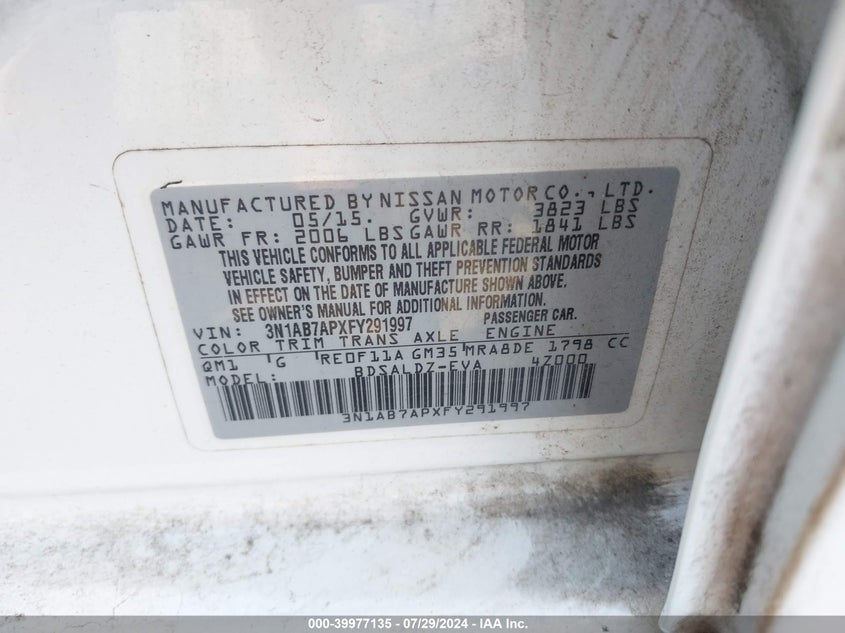 MANUFACTURED BY NISSAN MOTOR CO., LTD.
DATE: 05/15. GVWR: 3823 LBS
GAWR FR: 2006 LBS GAWR RR: 1841 LBS
THIS VEHICLE CONFORMS TO ALL APPLICABLE FEDERAL MOTOR
VEHICLE SAFETY, BUMPER AND THEFT PREVENTION STANDARDS
IN EFFECT ON THE DATE OF MANUFACTURE SHOWN ABOVE.
SEE OWNER'S MANUAL FOR ADDITIONAL INFORMATION.
VIN: 3N1AB7APXFY291997 PASSENGER CAR.
COLOR TRIM TRANS AXLE ENGINE
QM1 G RE0F11A GM35 MRA8DE 1798 CC
MODEL: BDSALDZ-EVA 4Z000
3N1AB7APXFY291997
000-39977135 - 07/29/2024 - IAA Inc.